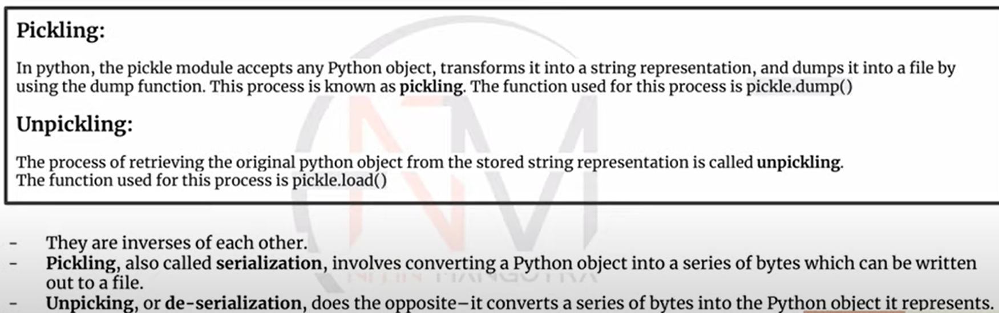 Pickling:
In python, the pickle module accepts any Python object, transforms it into a string representation, and dumps it into a file by
using the dump function. This process is known as pickling. The function used for this process is pickle.dump()
Unpickling:
The process of retrieving the original python object from the stored string representation is called unpickling.
The function used for this process is pickle.load()
- They are inverses of each other.
- Pickling, also called serialization, involves converting a Python object into a series of bytes which can be written
out to a file.
NITIN MANGOTRA
- Unpicking, or de-serialization, does the opposite—it converts a series of bytes into the Python object it represents.